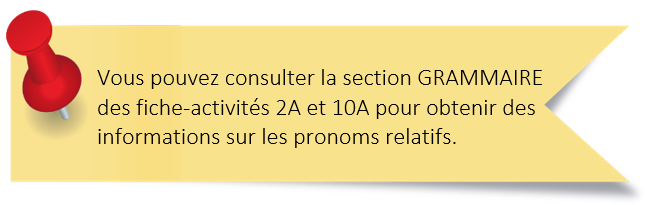 Vous pouvez consulter la section GRAMMAIRE
des fiche-activités 2A et 10A pour obtenir des
informations sur les pronoms relatifs.